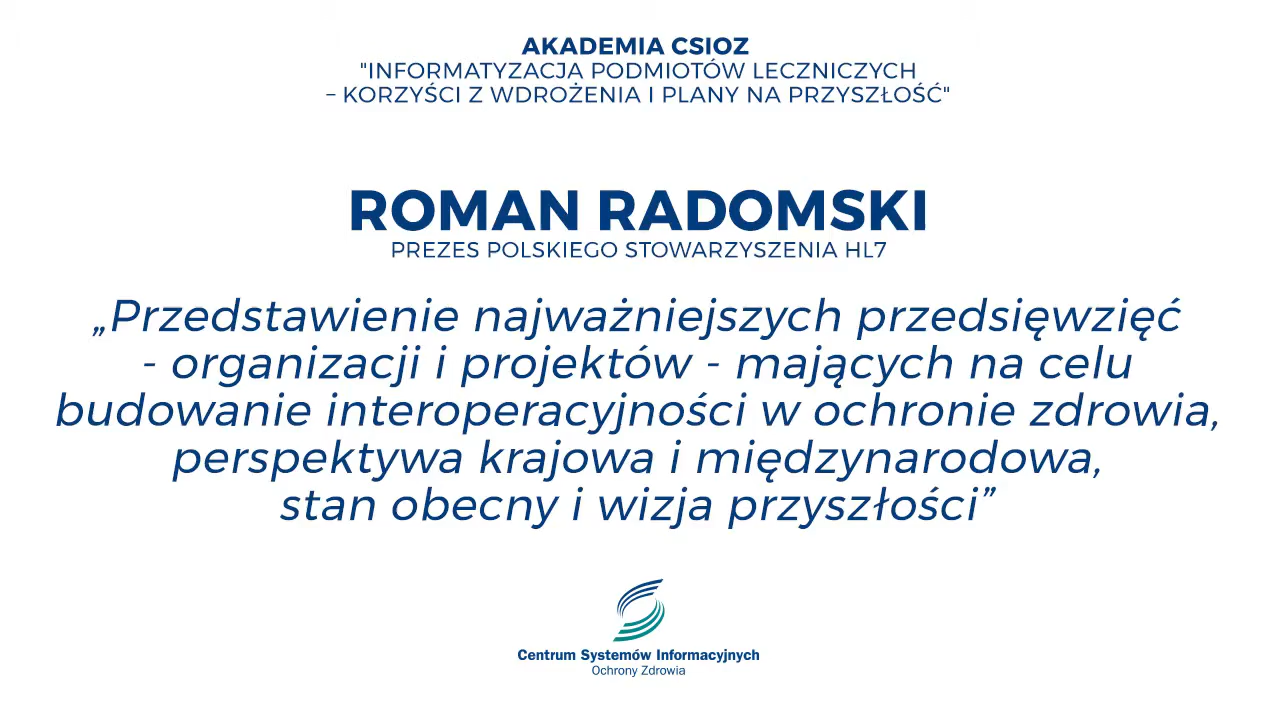 AKADEMIA CSIOZ
"INFORMATYZACJA PODMIOTÓW LECZNICZYCH
– KORZYŚCI Z WDROŻENIA I PLANY NA PRZYSZŁOŚĆ"
ROMAN RADOMSKI
PREZES POLSKIEGO STOWARZYSZENIA HL7
„Przedstawienie najważniejszych przedsięwzięć
- organizacji i projektów - mających na celu
budowanie interoperacyjności w ochronie zdrowia,
perspektywa krajowa i międzynarodowa,
stan obecny i wizja przyszłości”
Centrum Systemów Informacyjnych
Ochrony Zdrowia